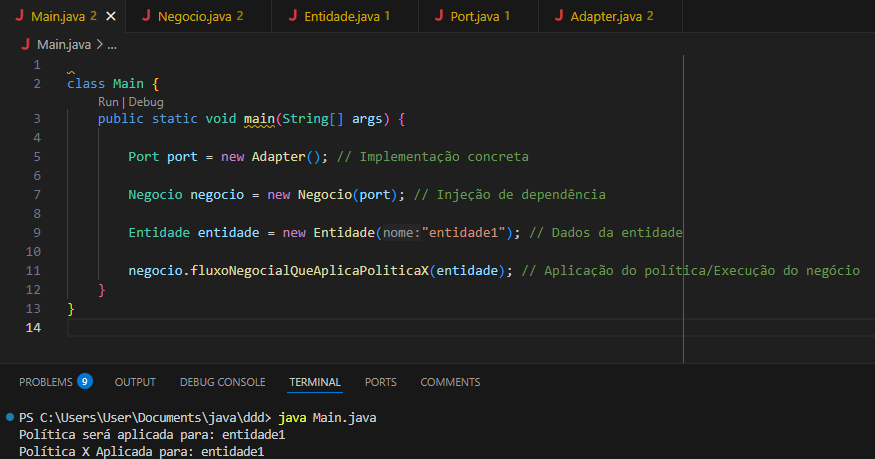 Main.java 2 Negocio.java 2 Entidade.java 1 Port.java 1 Adapter.java 2
Main.java > ...
1
2 class Main {
Run | Debug
3 public static void main(String[] args) {
4
5 Port port = new Adapter(); // Implementação concreta
6
7 Negocio negocio = new Negocio(port); // Injeção de dependência
8
9 Entidade entidade = new Entidade(nome:"entidade1"); // Dados da entidade
10
11 negocio.fluxoNegocialQueAplicaPoliticaX(entidade); // Aplicação do política/Execução do negócio
12 }
13 }
14
PROBLEMS 9 OUTPUT DEBUG CONSOLE TERMINAL PORTS COMMENTS
PS C:\Users\User\Documents\java\ddd> java Main.java
Política será aplicada para: entidade1
Política X Aplicada para: entidade1